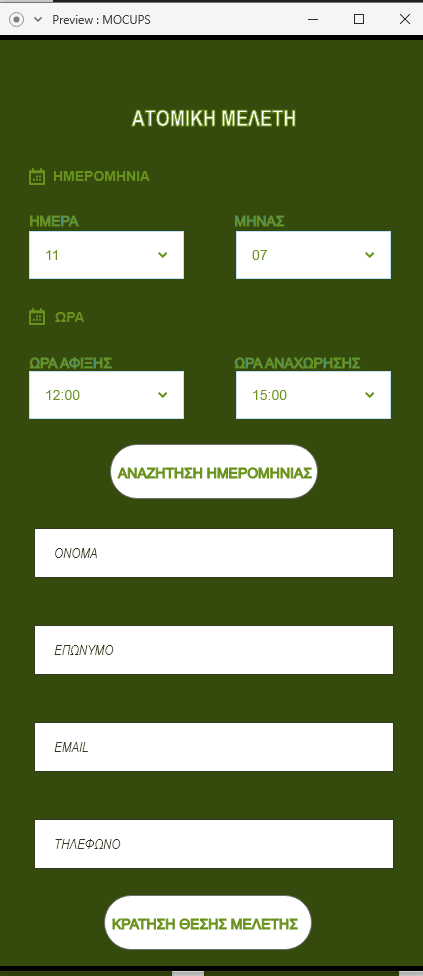 Preview : MOCUPS
ΑΤΟΜΙΚΗ ΜΕΛΕΤΗ
ΗΜΕΡΟΜΗΝΙΑ
ΗΜΕΡΑ ΜΗΝΑΣ
11 07
ΩΡΑ
ΩΡΑ ΑΦΙΞΗΣ ΩΡΑ ΑΝΑΧΩΡΗΣΗΣ
12:00 15:00
ΑΝΑΖΗΤΗΣΗ ΗΜΕΡΟΜΗΝΙΑΣ
ΟΝΟΜΑ
ΕΠΩΝΥΜΟ
EMAIL
ΤΗΛΕΦΩΝΟ
ΚΡΑΤΗΣΗ ΘΕΣΗΣ ΜΕΛΕΤΗΣ